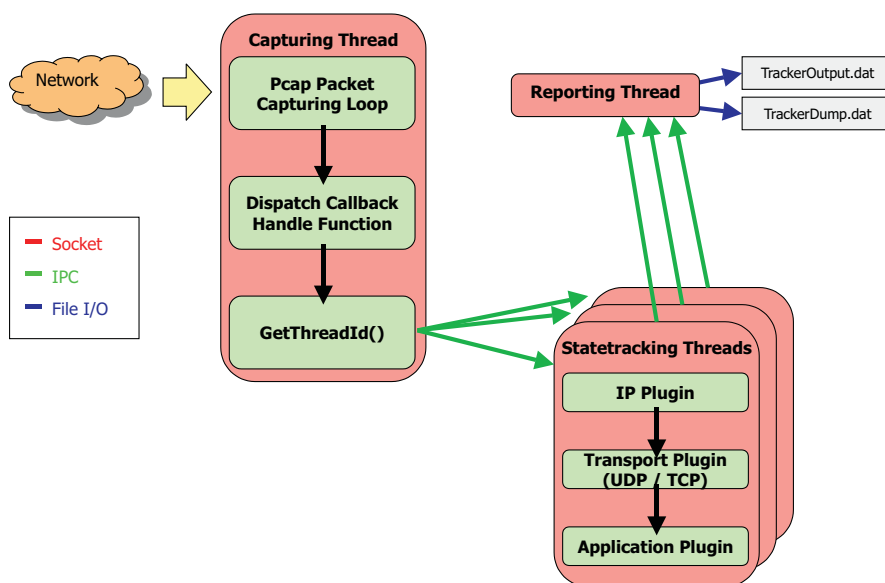 Capturing Thread
Network
Pcap Packet
Capturing Loop
Dispatch Callback
Handle Function
GetThreadId()
Socket
IPC
File I/O
Reporting Thread
TrackerOutput.dat
TrackerDump.dat
Statetracking Threads
IP Plugin
Transport Plugin
(UDP / TCP)
Application Plugin